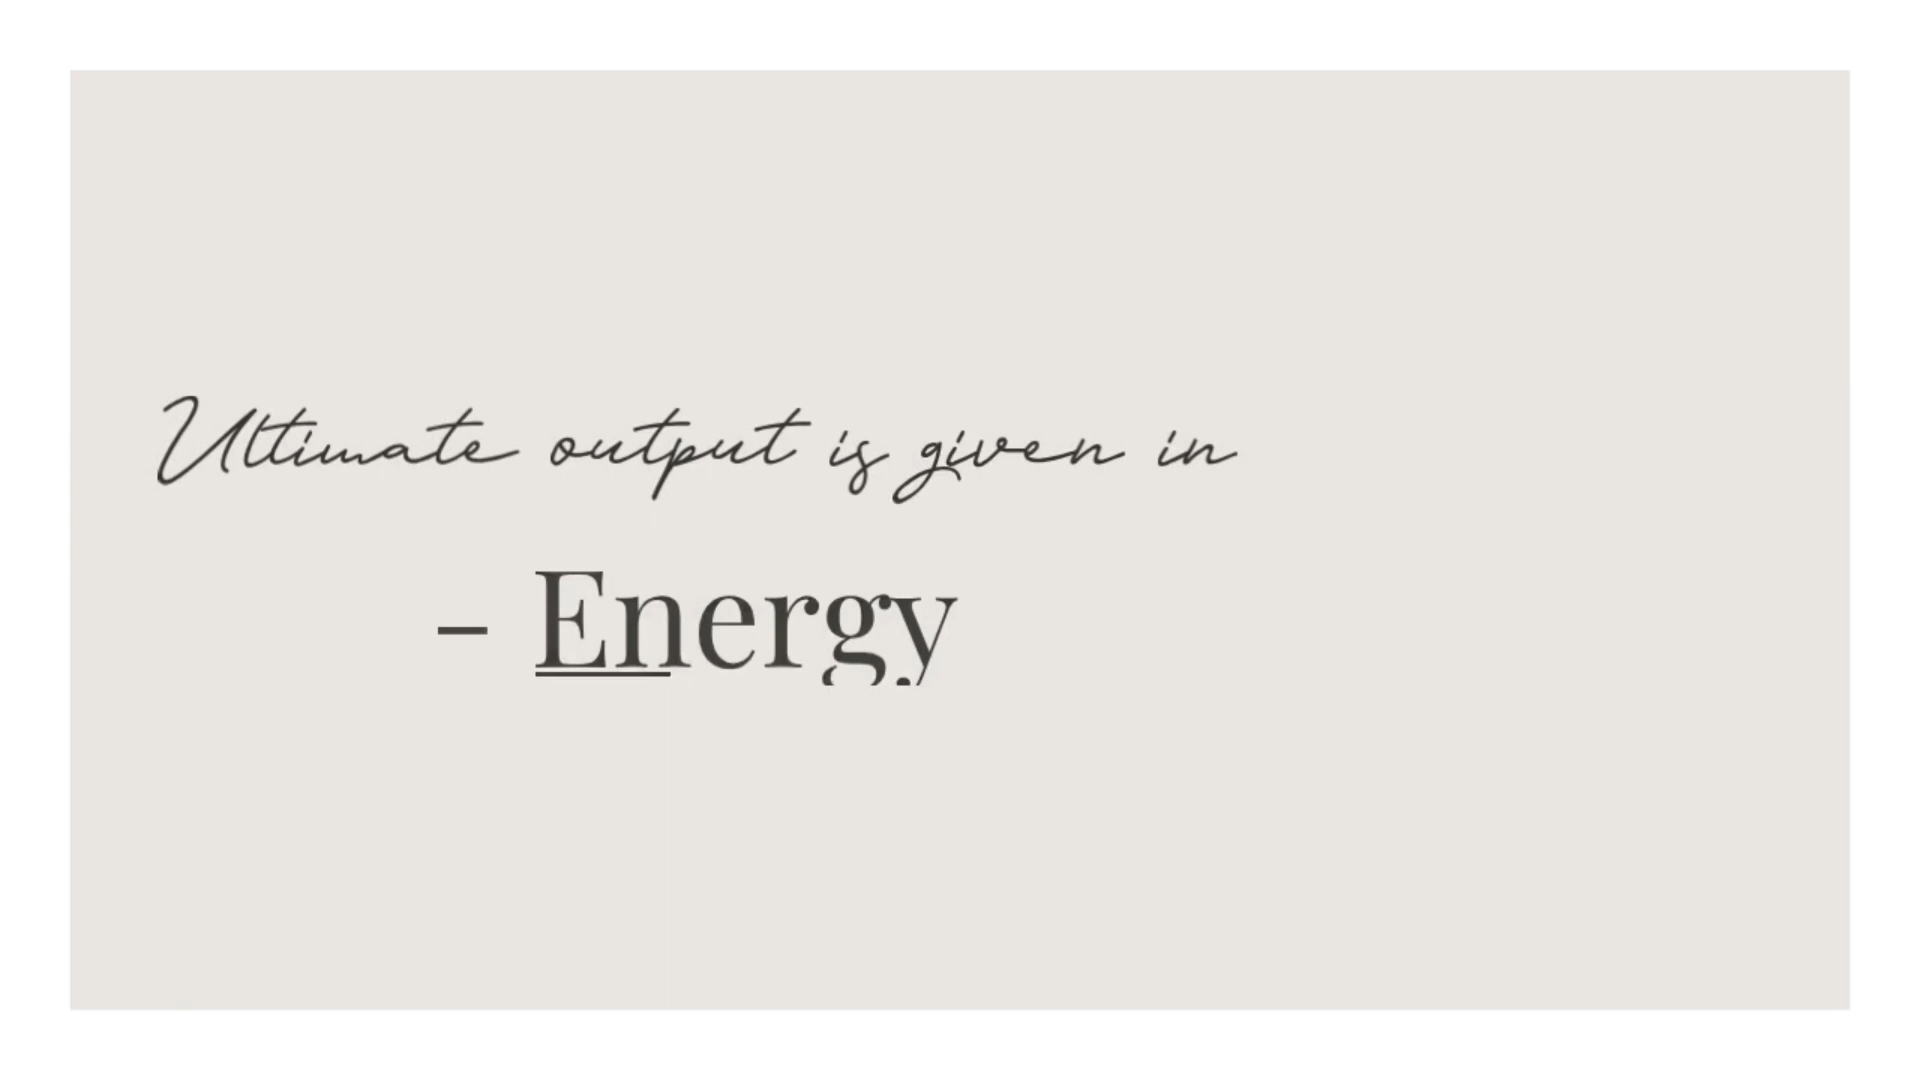 Ultimate output is given in
– Energy